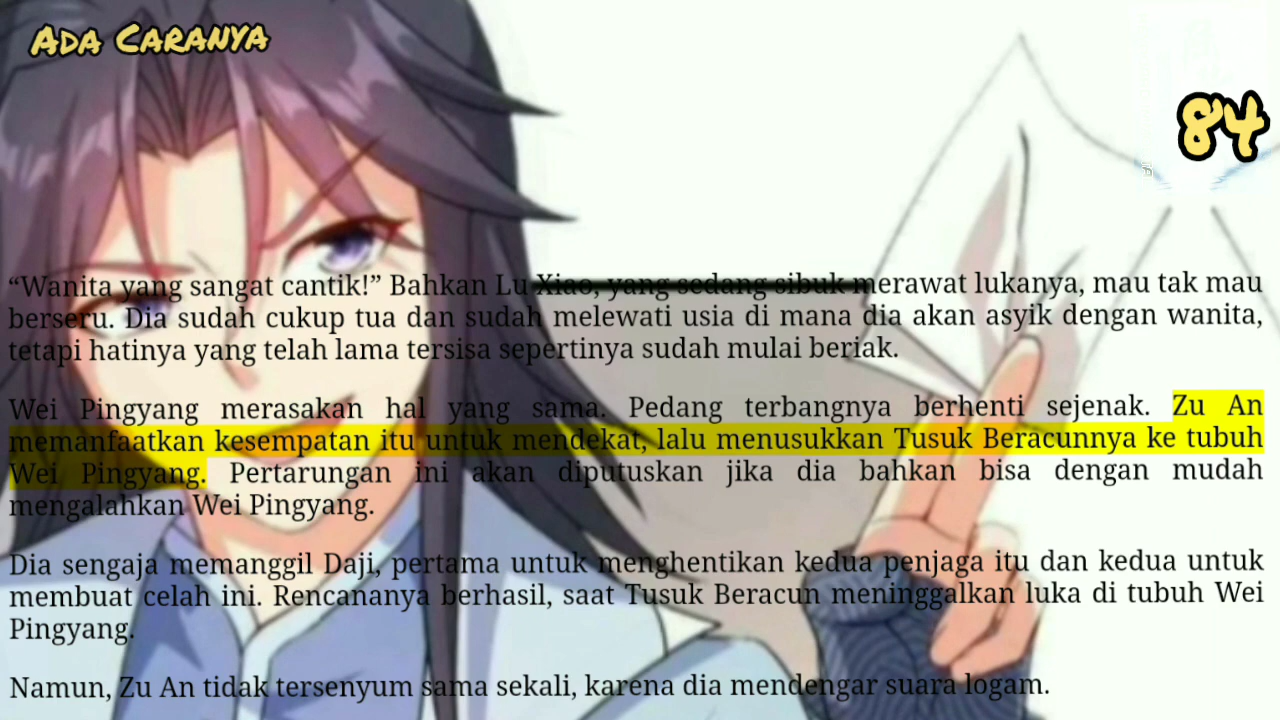 ADA CARANYA
84
“Wanita yang sangat cantik!” Bahkan Lu Xiao, yang sedang sibuk merawat lukanya, mau tak mau
berseru. Dia sudah cukup tua dan sudah melewati usia di mana dia akan asyik dengan wanita,
tetapi hatinya yang telah lama tersisa sepertinya sudah mulai beriak.
Wei Pingyang merasakan hal yang sama. Pedang terbangnya berhenti sejenak. Zu An
memanfaatkan kesempatan itu untuk mendekat, lalu menusukkan Tusuk Beracunnya ke tubuh
Wei Pingyang. Pertarungan ini akan diputuskan jika dia bahkan bisa dengan mudah
mengalahkan Wei Pingyang.
Dia sengaja memanggil Daji, pertama untuk menghentikan kedua penjaga itu dan kedua untuk
membuat celah ini. Rencananya berhasil, saat Tusuk Beracun meninggalkan luka di tubuh Wei
Pingyang.
Namun, Zu An tidak tersenyum sama sekali, karena dia mendengar suara logam.